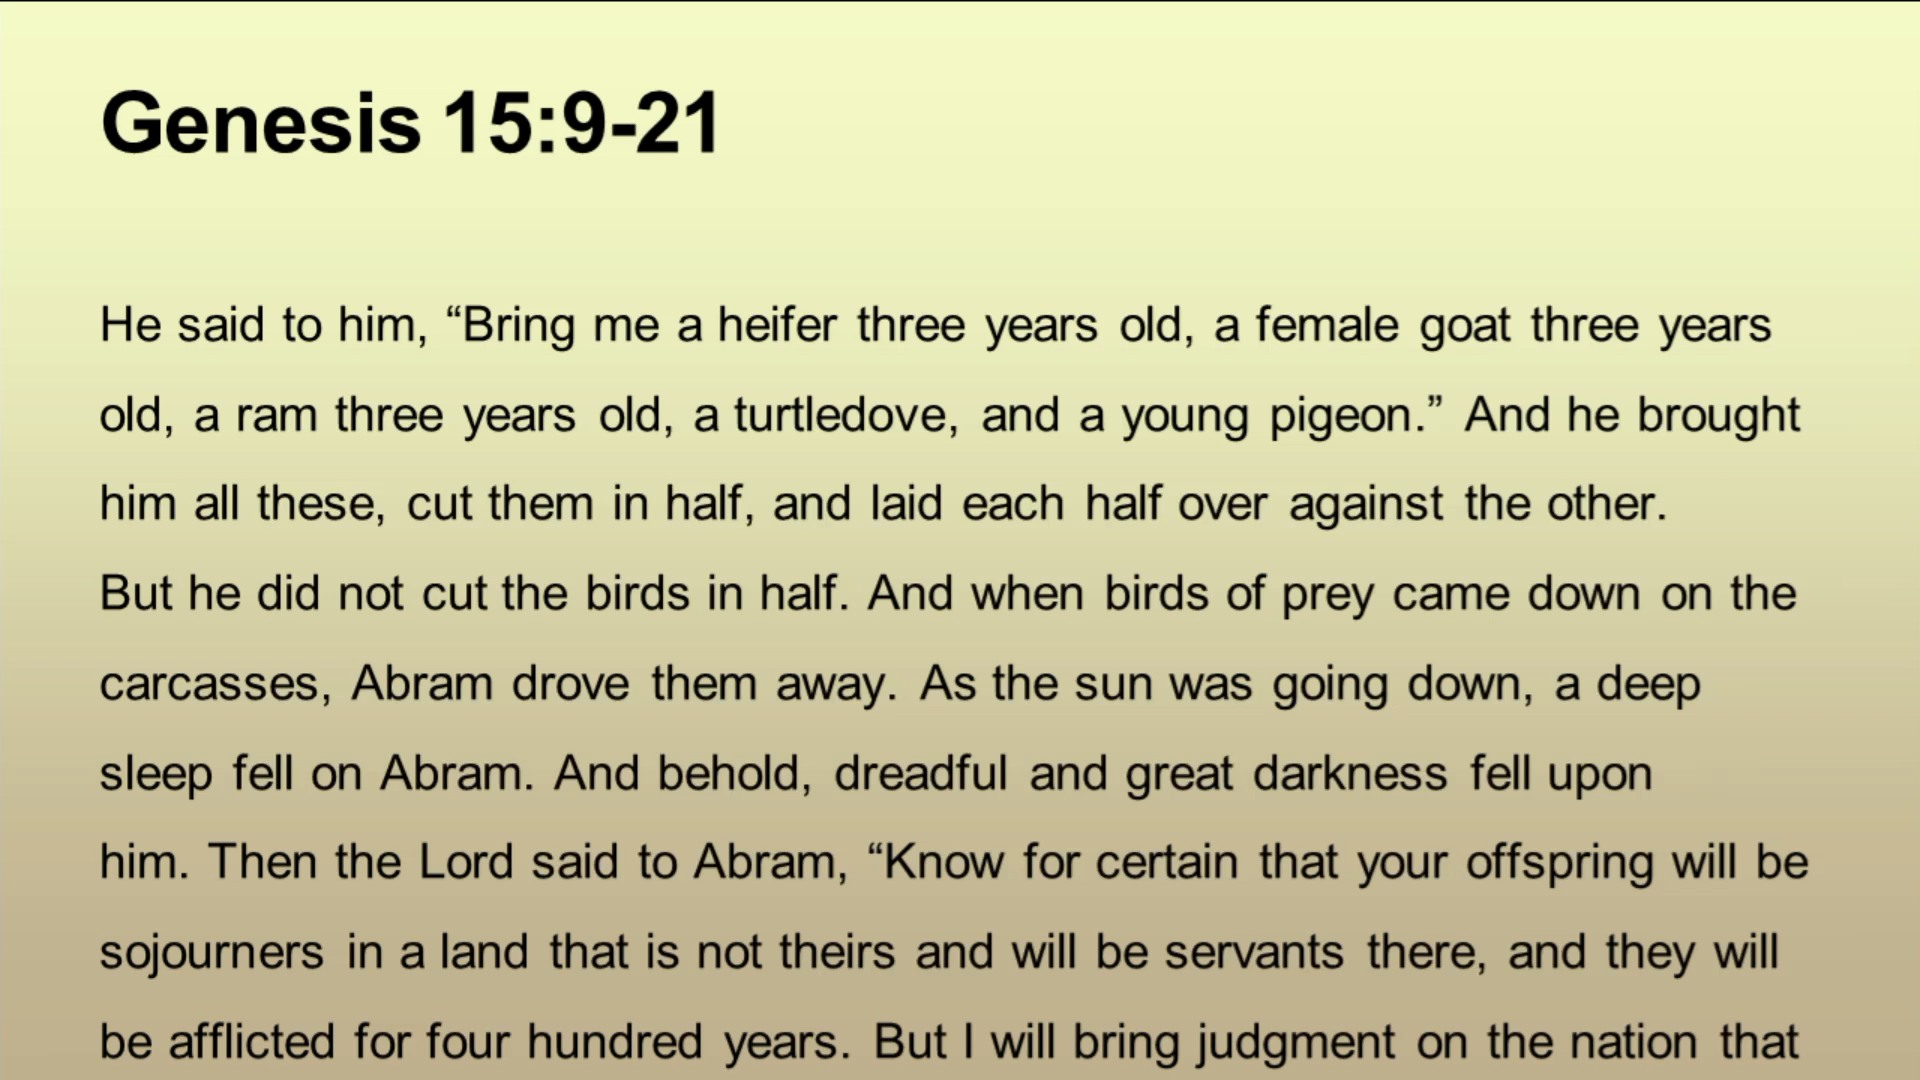 Genesis 15:9-21
He said to him, “Bring me a heifer three years old, a female goat three years
old, a ram three years old, a turtledove, and a young pigeon.” And he brought
him all these, cut them in half, and laid each half over against the other.
But he did not cut the birds in half. And when birds of prey came down on the
carcasses, Abram drove them away. As the sun was going down, a deep
sleep fell on Abram. And behold, dreadful and great darkness fell upon
him. Then the Lord said to Abram, “Know for certain that your offspring will be
sojourners in a land that is not theirs and will be servants there, and they will
be afflicted for four hundred years. But I will bring judgment on the nation that